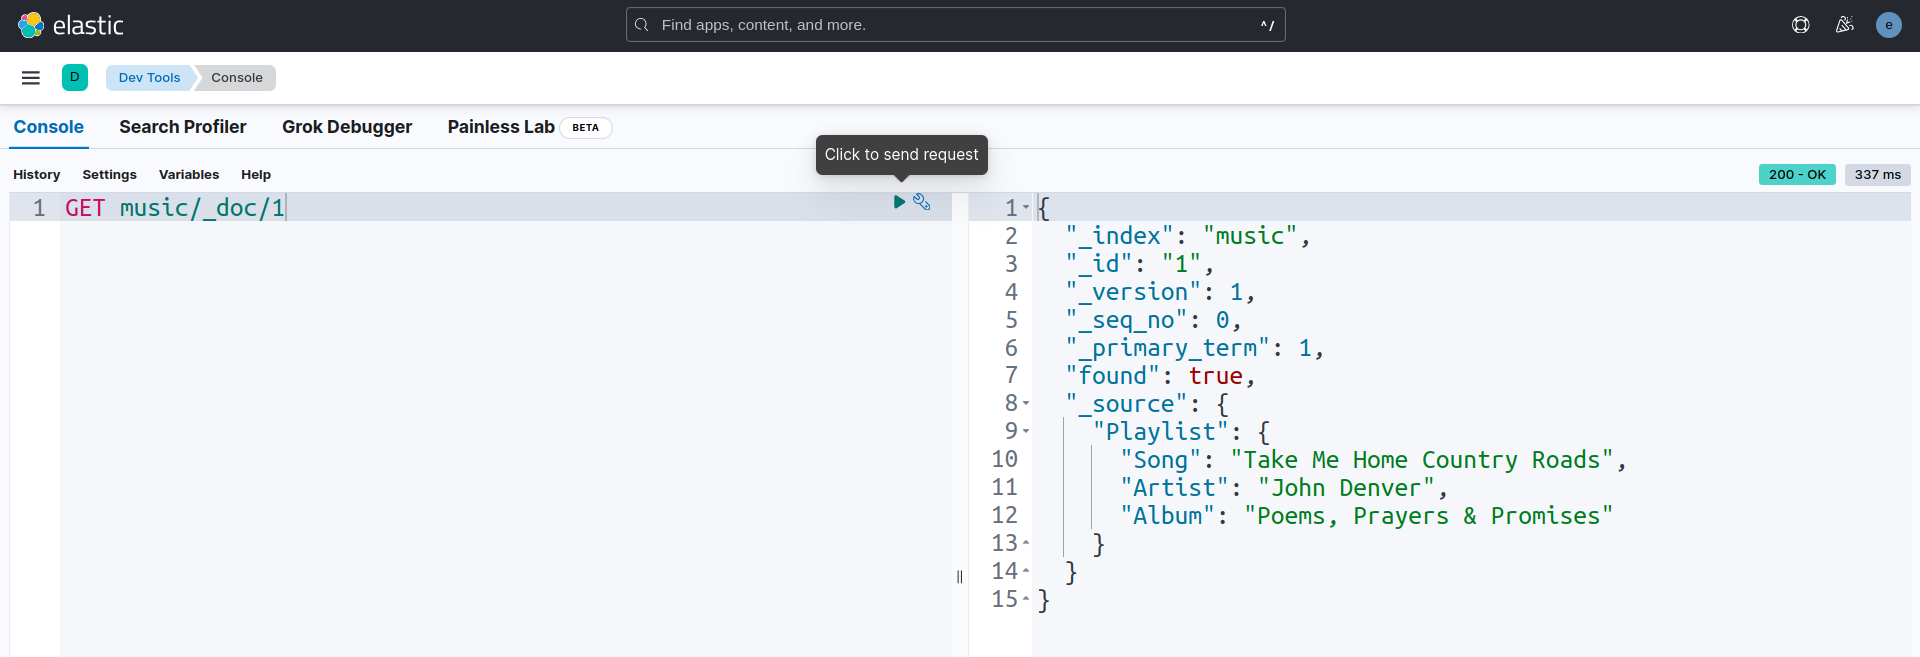 elastic
Find apps, content, and more.
^/
e
D
Dev Tools
Console
Console
Search Profiler
Grok Debugger
Painless Lab
BETA
Click to send request
History
Settings
Variables
Help
200 - OK
337 ms
1 GET music/_doc/1
1 {
2 "_index": "music",
3 "_id": "1",
4 "_version": 1,
5 "_seq_no": 0,
6 "_primary_term": 1,
7 "found": true,
8 "_source": {
9 "Playlist": {
10 "Song": "Take Me Home Country Roads",
11 "Artist": "John Denver",
12 "Album": "Poems, Prayers & Promises"
13 }
14 }
15 }